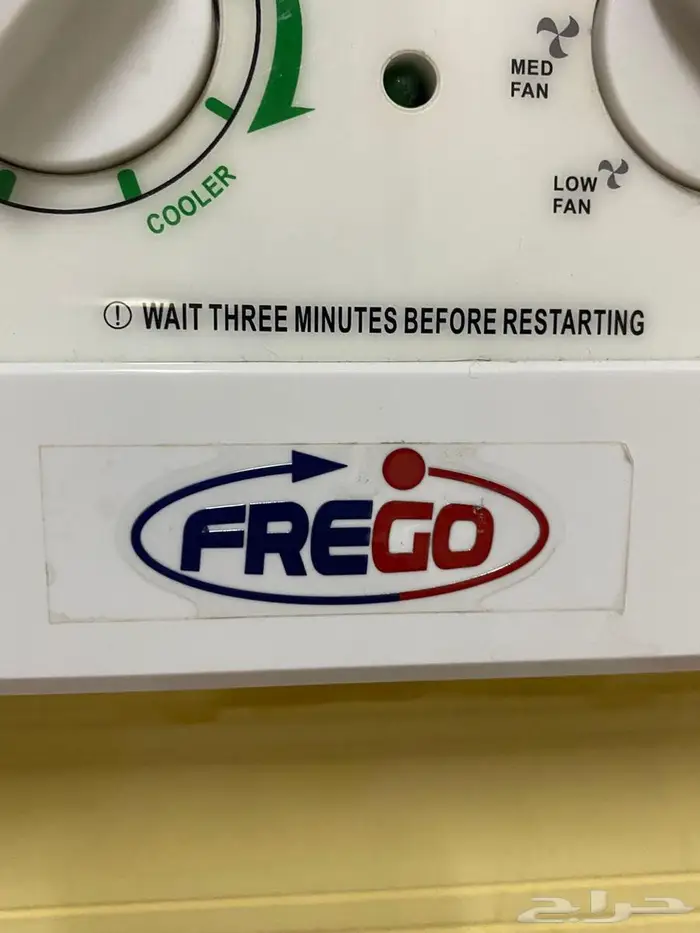 MED
FAN
COOLER
LOW
FAN
WAIT THREE MINUTES BEFORE RESTARTING
FREGO
حراج